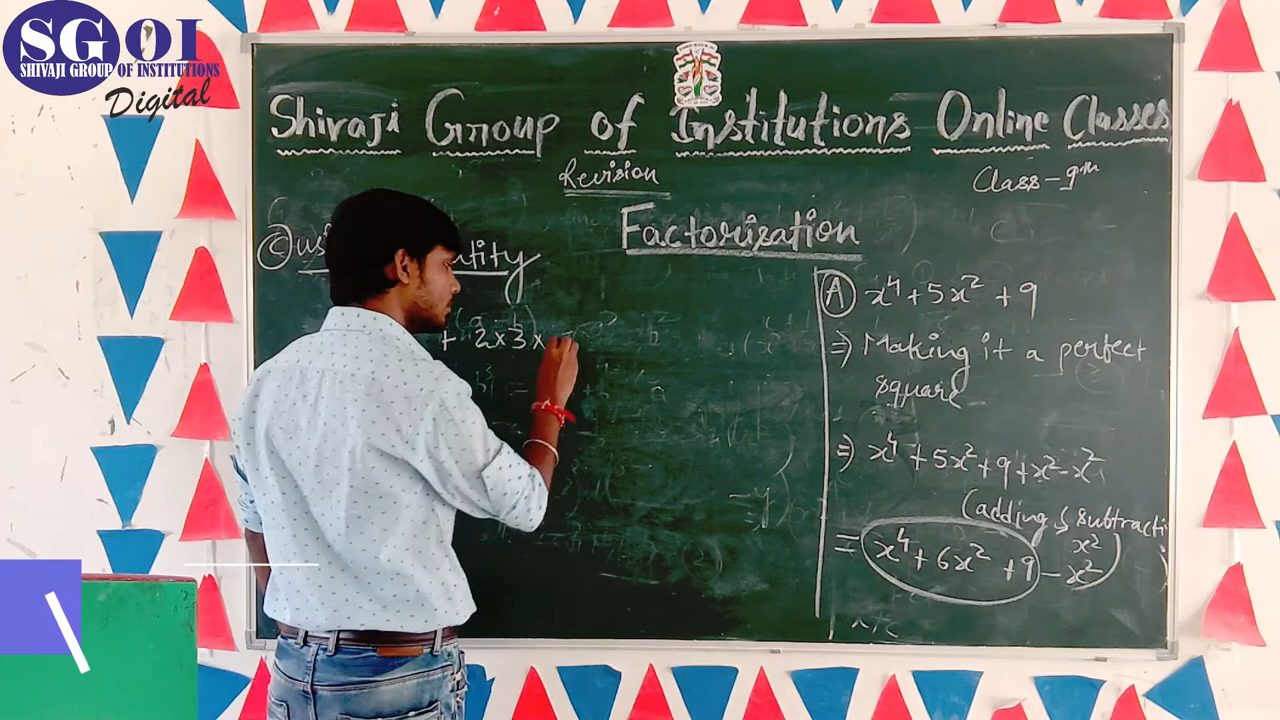 SGOI
SHIVAJI GROUP OF INSTITUTIONS
Digital
Shivaji Group of Institutions Online Classes
Revision
Class - 9th
Factorization
(C)
+ 2x3x
(A) x⁴ + 5x² + 9
⇒) Making it a perfect
square
⇒) x⁴ + 5x² + 9 + x² - x²
(adding & subtracti
x²)
= x⁴ + 6x² + 9 - x²